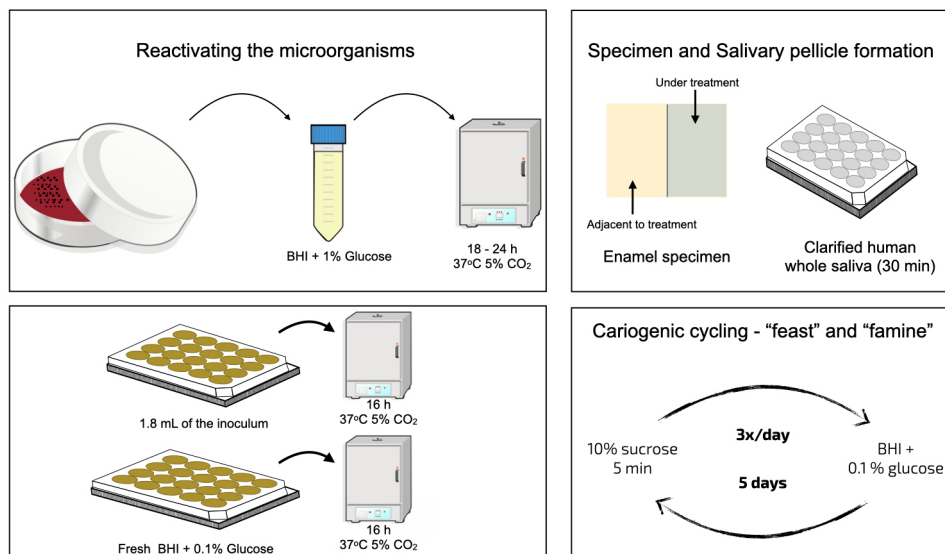 Reactivating the microorganisms
BHI + 1% Glucose
18 - 24 h
37ºC 5% CO₂
Specimen and Salivary pellicle formation
Under treatment
Adjacent to treatment
Enamel specimen
Clarified human
whole saliva (30 min)
1.8 mL of the inoculum
16 h
37ºC 5% CO₂
Fresh BHI + 0.1% Glucose
16 h
37ºC 5% CO₂
Cariogenic cycling - “feast” and “famine”
10% sucrose
5 min
3x/day
5 days
BHI +
0.1 % glucose